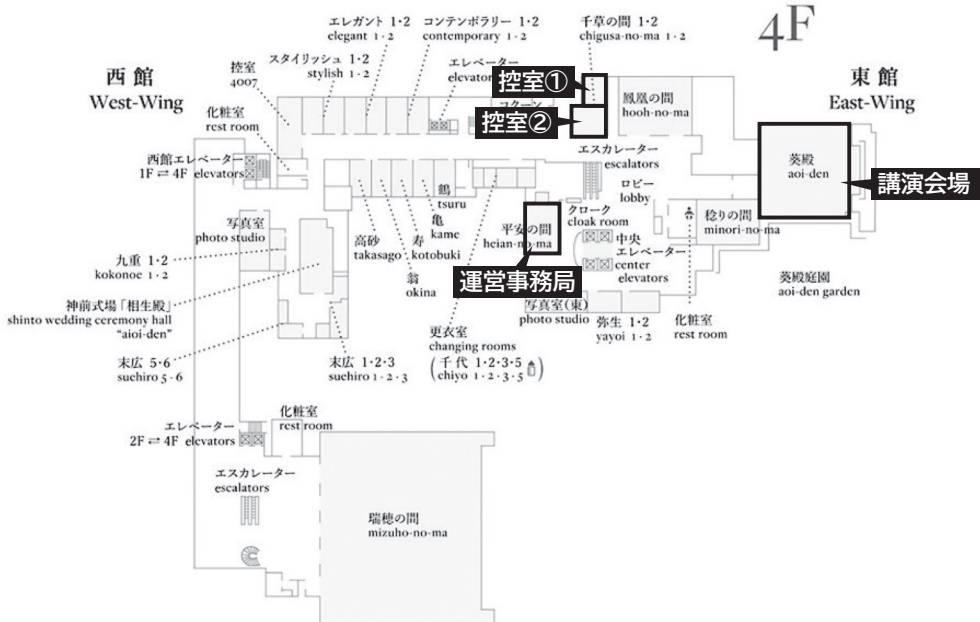 4F
西館
West-Wing
東館
East-Wing
エレガント 1・2
elegant 1・2
コンテンポラリー 1・2
contemporary 1・2
千草の間 1・2
chigusa-no-ma 1・2
スタイリッシュ 1・2
stylish 1・2
エレベーター
elevator
控室
4007
控室①
控室②
鳳凰の間
hooh-no-ma
化粧室
rest room
西館エレベーター
1F ⇄ 4F elevators
エスカレーター
escalators
葵殿
aoi-den
講演会場
ロビー
lobby
鶴
tsuru
亀
kame
クローク
cloak room
稔りの間
minori-no-ma
写真室
photo studio
高砂
takasago
寿
kotobuki
平安の間
heian-no-ma
中央
エレベーター
center
elevators
九重 1・2
kokonoe 1・2
翁
okina
運営事務局
葵殿庭園
aoi-den garden
神前式場「相生殿」
shinto wedding ceremony hall
“aioi-den”
写真室(東)
photo studio
弥生 1・2
yayoi 1・2
化粧室
rest room
更衣室
changing rooms
(千代 1・2・3・5
chiyo 1・2・3・5)
末広 5・6
suehiro 5・6
末広 1・2・3
suehiro 1・2・3
化粧室
rest room
エレベーター
2F ⇄ 4F elevators
エスカレーター
escalators
瑞穂の間
mizuho-no-ma